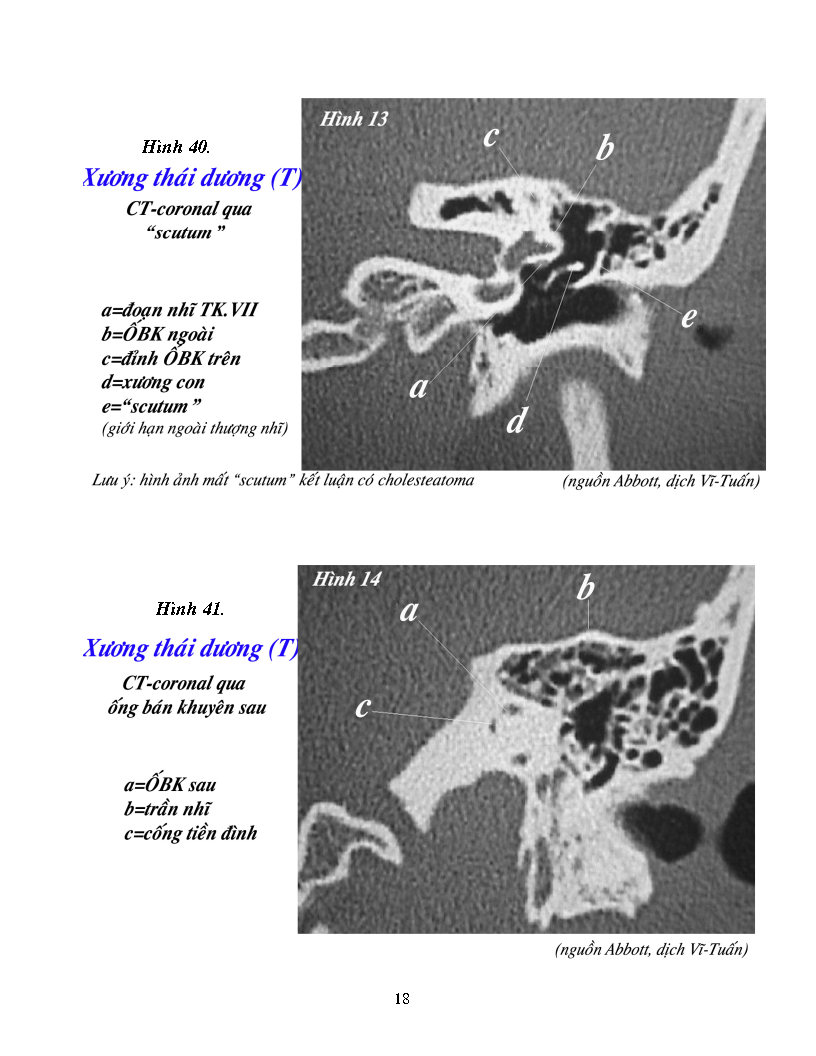 Hình 40.
Xương thái dương (T)
CT-coronal qua
“scutum”
a=đoạn nhĩ TK.VII
b=ỐBK ngoài
c=đỉnh ỐBK trên
d=xương con
e=“scutum”
(giới hạn ngoài thượng nhĩ)
Hình 13
c
b
e
a
d
Lưu ý: hình ảnh mất “scutum” kết luận có cholesteatoma
(nguồn Abbott, dịch Vĩ-Tuấn)
Hình 41.
Xương thái dương (T)
CT-coronal qua
ống bán khuyên sau
a=ỐBK sau
b=trần nhĩ
c=cống tiền đình
Hình 14
b
a
c
(nguồn Abbott, dịch Vĩ-Tuấn)
18